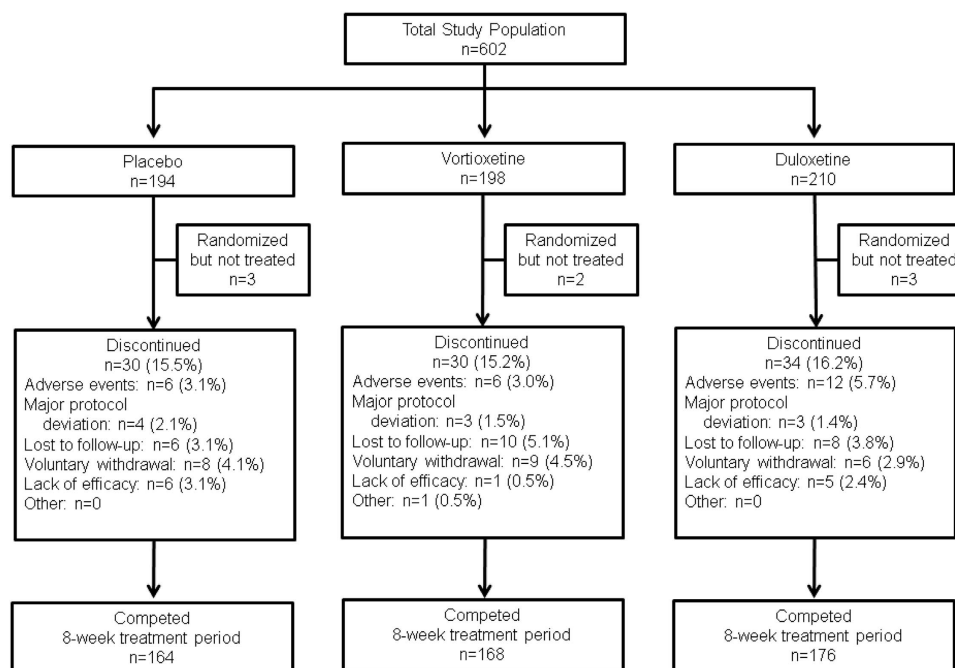 Total Study Population
n=602
Placebo
n=194
Vortioxetine
n=198
Duloxetine
n=210
Randomized
but not treated
n=3
Randomized
but not treated
n=2
Randomized
but not treated
n=3
Discontinued
n=30 (15.5%)
Adverse events: n=6 (3.1%)
Major protocol
deviation: n=4 (2.1%)
Lost to follow-up: n=6 (3.1%)
Voluntary withdrawal: n=8 (4.1%)
Lack of efficacy: n=6 (3.1%)
Other: n=0
Discontinued
n=30 (15.2%)
Adverse events: n=6 (3.0%)
Major protocol
deviation: n=3 (1.5%)
Lost to follow-up: n=10 (5.1%)
Voluntary withdrawal: n=9 (4.5%)
Lack of efficacy: n=1 (0.5%)
Other: n=1 (0.5%)
Discontinued
n=34 (16.2%)
Adverse events: n=12 (5.7%)
Major protocol
deviation: n=3 (1.4%)
Lost to follow-up: n=8 (3.8%)
Voluntary withdrawal: n=6 (2.9%)
Lack of efficacy: n=5 (2.4%)
Other: n=0
Competed
8-week treatment period
n=164
Competed
8-week treatment period
n=168
Competed
8-week treatment period
n=176